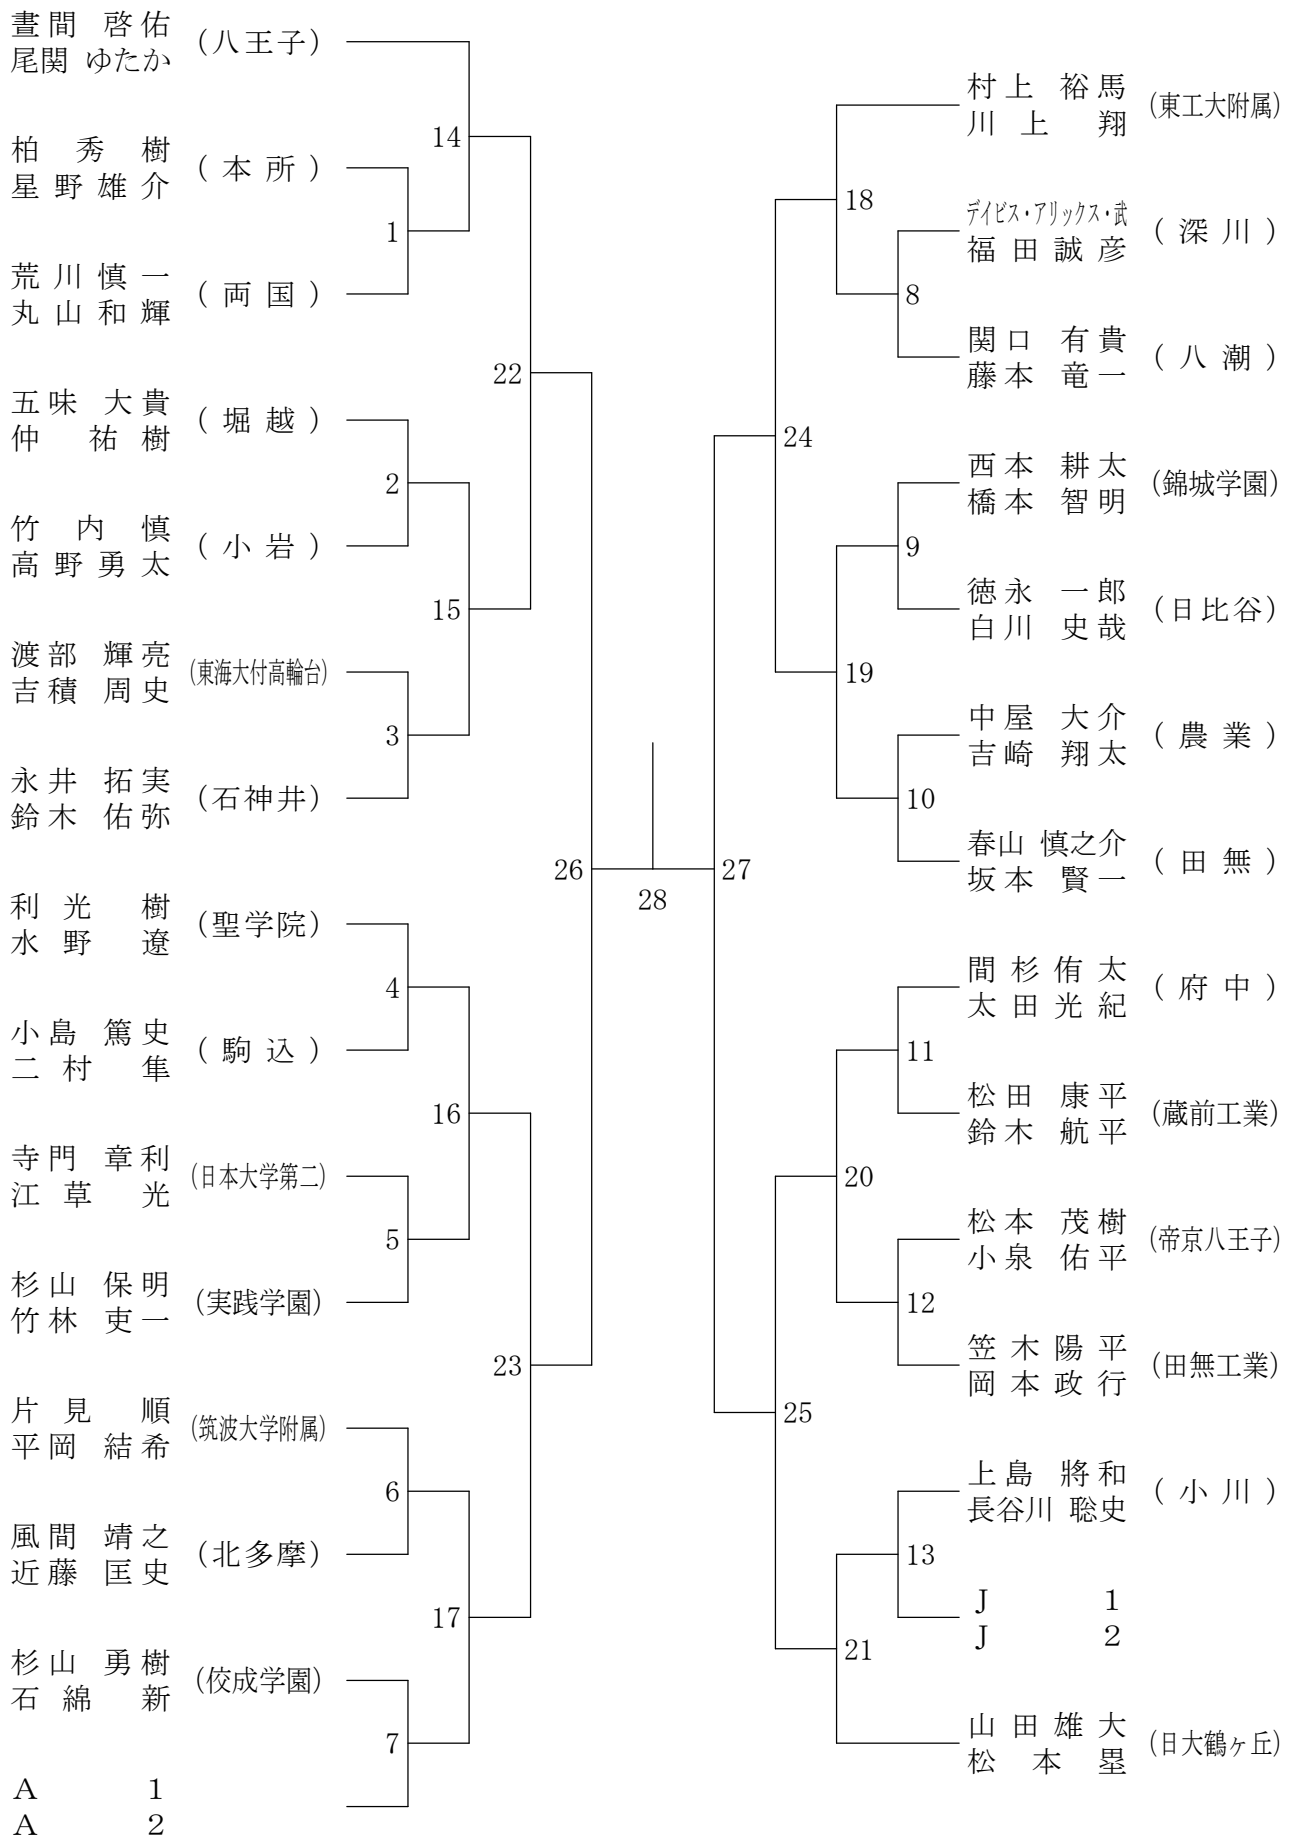 晝間 啓佑
尾関 ゆたか
(八王子)
柏 秀 樹
星野雄介
(本所)
荒川慎一
丸山和輝
(両国)
五味 大貴
仲 祐樹
(堀越)
竹内 慎
高野勇太
(小岩)
渡部 輝亮
吉積 周史
(東海大付高輪台)
永井 拓実
鈴木 佑弥
(石神井)
利光 樹
水野 遼
(聖学院)
小島 篤史
二村 隼
(駒込)
寺門 章利
江草 光
(日本大学第二)
杉山 保明
竹林 吏一
(実践学園)
片見 順
平岡 結希
(筑波大学附属)
風間 靖之
近藤 匡史
(北多摩)
杉山 勇樹
石綿 新
(佼成学園)
A 1
A 2
1
2
3
4
5
6
7
14
15
16
17
22
23
26
28
27
24
25
18
19
20
21
8
9
10
11
12
13
村上 裕馬
川上 翔
(東工大附属)
デイビス・アリックス・武
福田誠彦
(深川)
関口 有貴
藤本 竜一
(八潮)
西本 耕太
橋本 智明
(錦城学園)
徳永 一郎
白川 史哉
(日比谷)
中屋 大介
吉崎 翔太
(農業)
春山 慎之介
坂本 賢一
(田無)
間杉侑太
太田光紀
(府中)
松田 康平
鈴木 航平
(蔵前工業)
松本 茂樹
小泉 佑平
(帝京八王子)
笠木陽平
岡本政行
(田無工業)
上島 將和
長谷川 聡史
(小川)
J 1
J 2
山田雄大
松本 塁
(日大鶴ヶ丘)